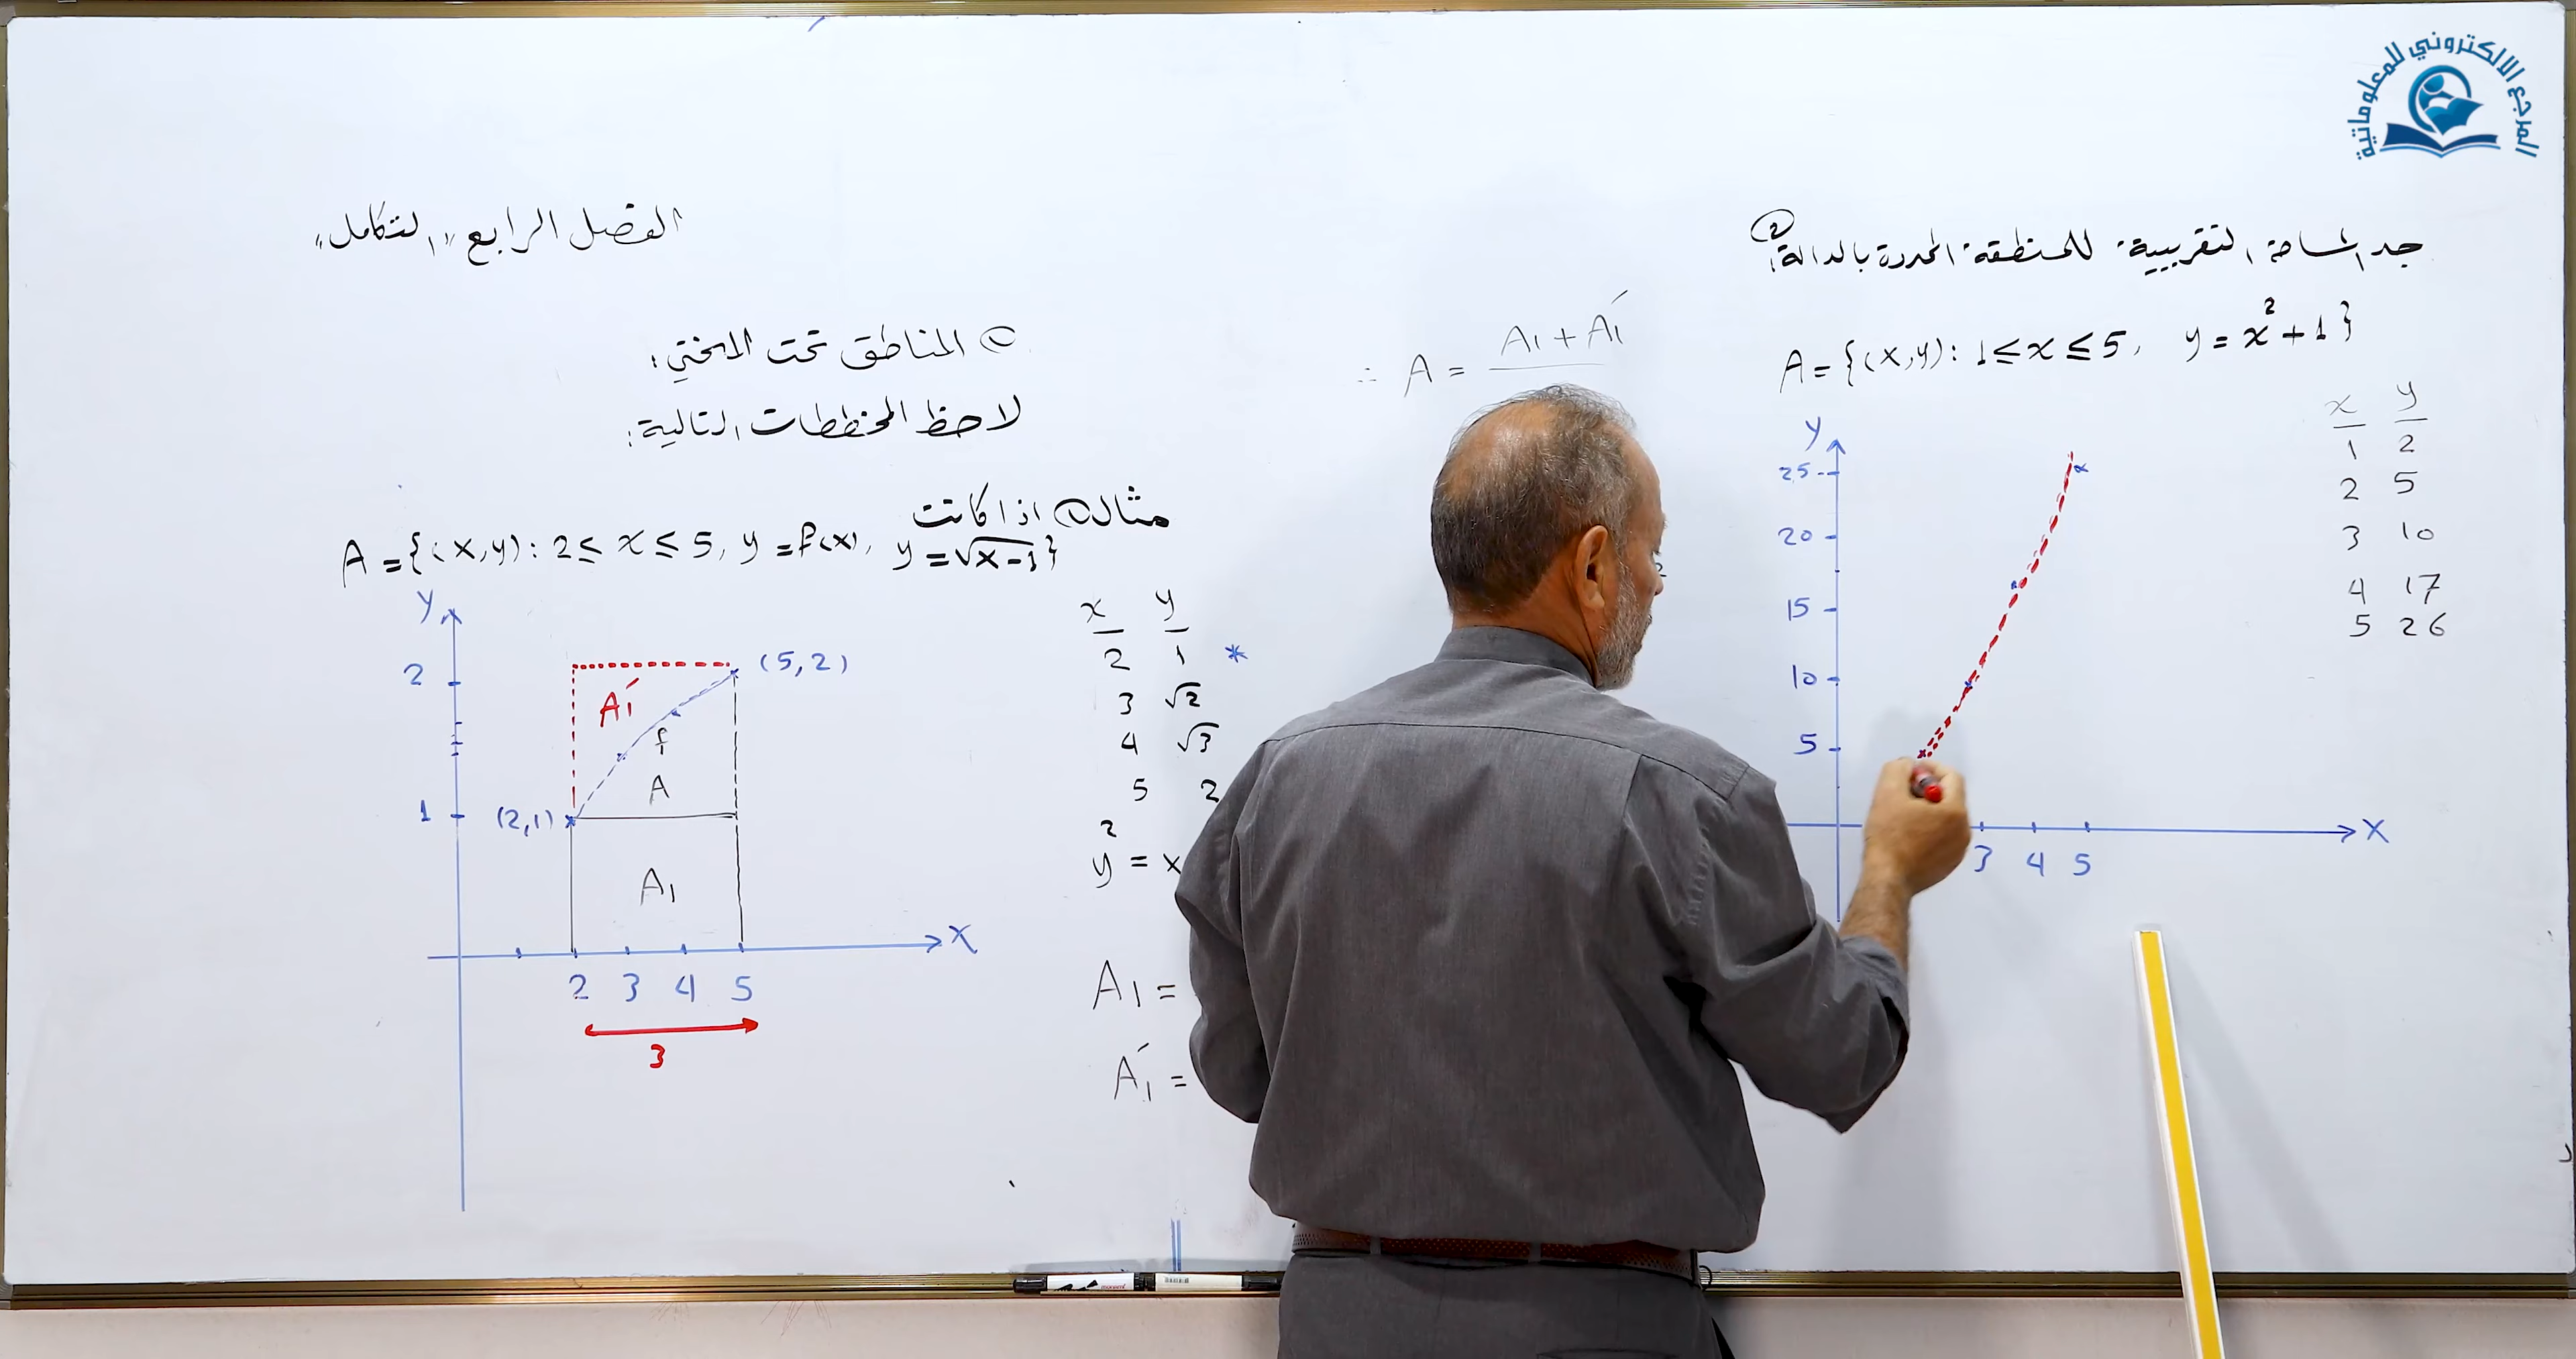 المرجع الالكتروني للمعلوماتية
الفصل الرابع "التكامل"
① المناطق تحت المنحني:
لاحظ المخططات التالية:
مثال① اذا كانت
A = {(x,y): 2 ≤ x ≤ 5, y = f(x), y = √x-1}
y
2
1
(2,1)
(5,2)
A₁́
f
A
A₁
2 3 4 5
x
3
x y
2 1 *
3 √2
4 √3
5 2
2
y = x
A₁ =
A₁́ =
∴ A = A₁ + A₁́
② جد المساحة التقريبية للمنطقة المحددة بالدالة:
A = {(x,y): 1 ≤ x ≤ 5, y = x² + 1}
y
25
20
15
10
5
3 4 5
x
x y
1 2
2 5
3 10
4 17
5 26